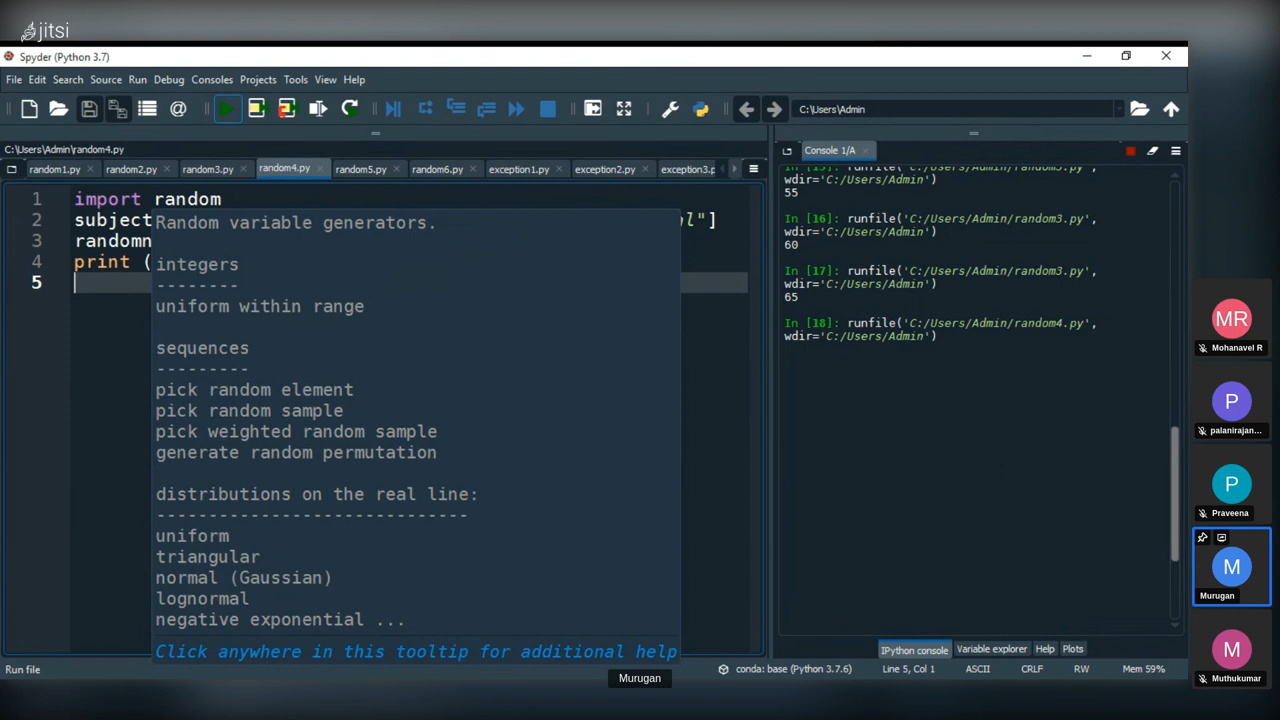 jitsi
Spyder (Python 3.7)
File Edit Search Source Run Debug Consoles Projects Tools View Help
C:\Users\Admin
C:\Users\Admin\random4.py
random1.py random2.py random3.py random4.py random5.py random6.py exception1.py exception2.py exception3.p
Console 1/A
1 import random
2 subject l"]
3 randomn
4 print (
5
Random variable generators.
integers
--------
uniform within range
sequences
---------
pick random element
pick random sample
pick weighted random sample
generate random permutation
distributions on the real line:
------------------------------
uniform
triangular
normal (Gaussian)
lognormal
negative exponential ...
Click anywhere in this tooltip for additional help
In [15]: runfile('C:/Users/Admin/random3.py',
wdir='C:/Users/Admin')
55
In [16]: runfile('C:/Users/Admin/random3.py',
wdir='C:/Users/Admin')
60
In [17]: runfile('C:/Users/Admin/random3.py',
wdir='C:/Users/Admin')
65
In [18]: runfile('C:/Users/Admin/random4.py',
wdir='C:/Users/Admin')
IPython console Variable explorer Help Plots
Run file
conda: base (Python 3.7.6) Line 5, Col 1 ASCII CRLF RW Mem 59%
Murugan
MR
Mohanavel R
P
palanirajan...
P
Praveena
M
Murugan
M
Muthukumar